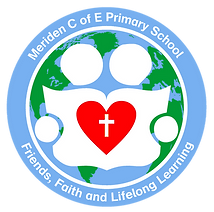 Meriden C of E Primary School
Friends, Faith and Lifelong Learning